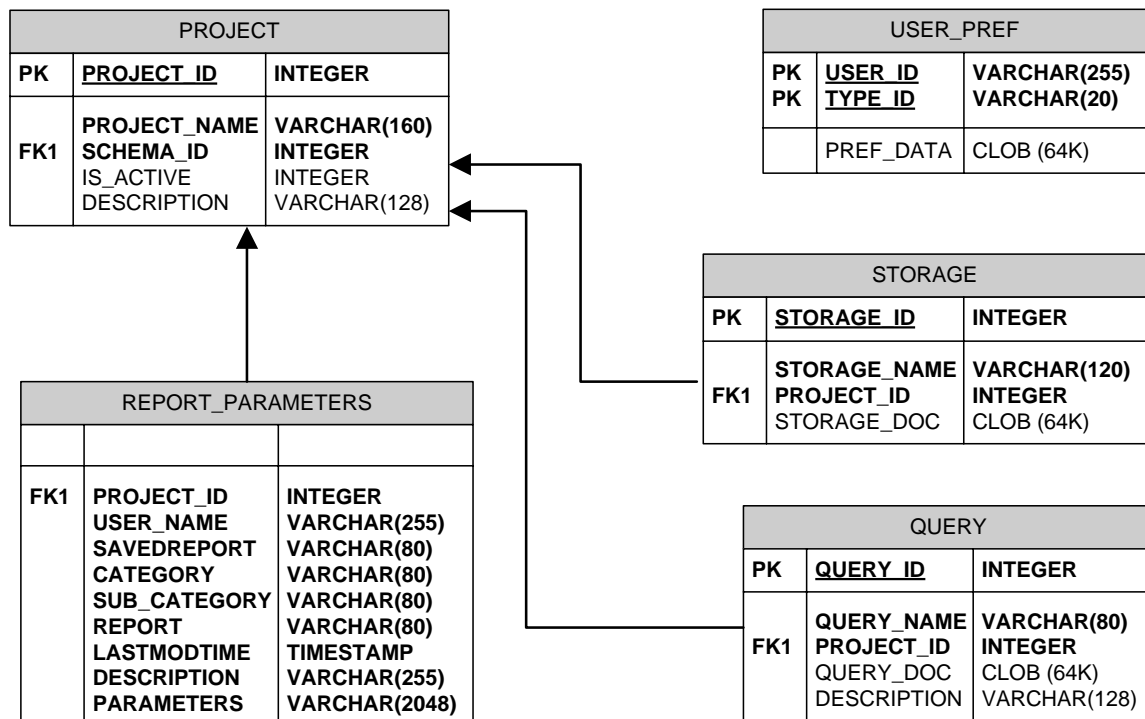 PROJECT
PK PROJECT_ID INTEGER
PROJECT_NAME VARCHAR(160)
FK1 SCHEMA_ID INTEGER
IS_ACTIVE INTEGER
DESCRIPTION VARCHAR(128)
USER_PREF
PK USER_ID VARCHAR(255)
PK TYPE_ID VARCHAR(20)
PREF_DATA CLOB (64K)
STORAGE
PK STORAGE_ID INTEGER
STORAGE_NAME VARCHAR(120)
FK1 PROJECT_ID INTEGER
STORAGE_DOC CLOB (64K)
REPORT_PARAMETERS
FK1 PROJECT_ID INTEGER
USER_NAME VARCHAR(255)
SAVEDREPORT VARCHAR(80)
CATEGORY VARCHAR(80)
SUB_CATEGORY VARCHAR(80)
REPORT VARCHAR(80)
LASTMODTIME TIMESTAMP
DESCRIPTION VARCHAR(255)
PARAMETERS VARCHAR(2048)
QUERY
PK QUERY_ID INTEGER
QUERY_NAME VARCHAR(80)
FK1 PROJECT_ID INTEGER
QUERY_DOC CLOB (64K)
DESCRIPTION VARCHAR(128)